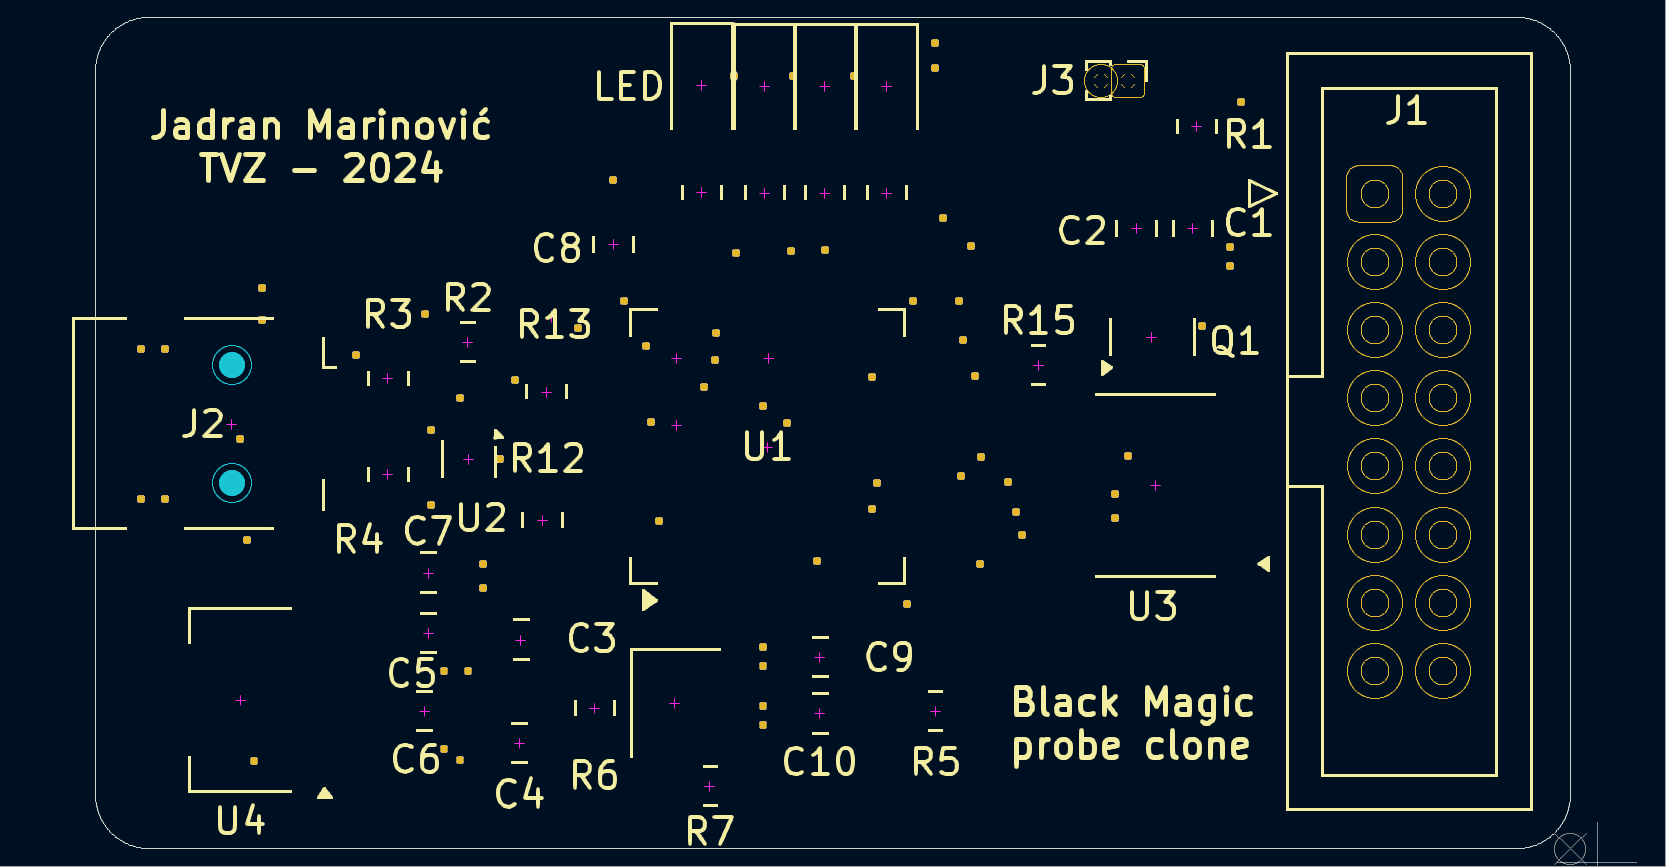 LED
J3
J1
Jadran Marinović
TVZ - 2024
R1
C8
C2
C1
R3
R2
R13
R15
Q1
J2
U1
R12
R4
C7
U2
U3
C5
C3
C9
Black Magic
probe clone
C6
C4
R6
C10
R5
U4
R7